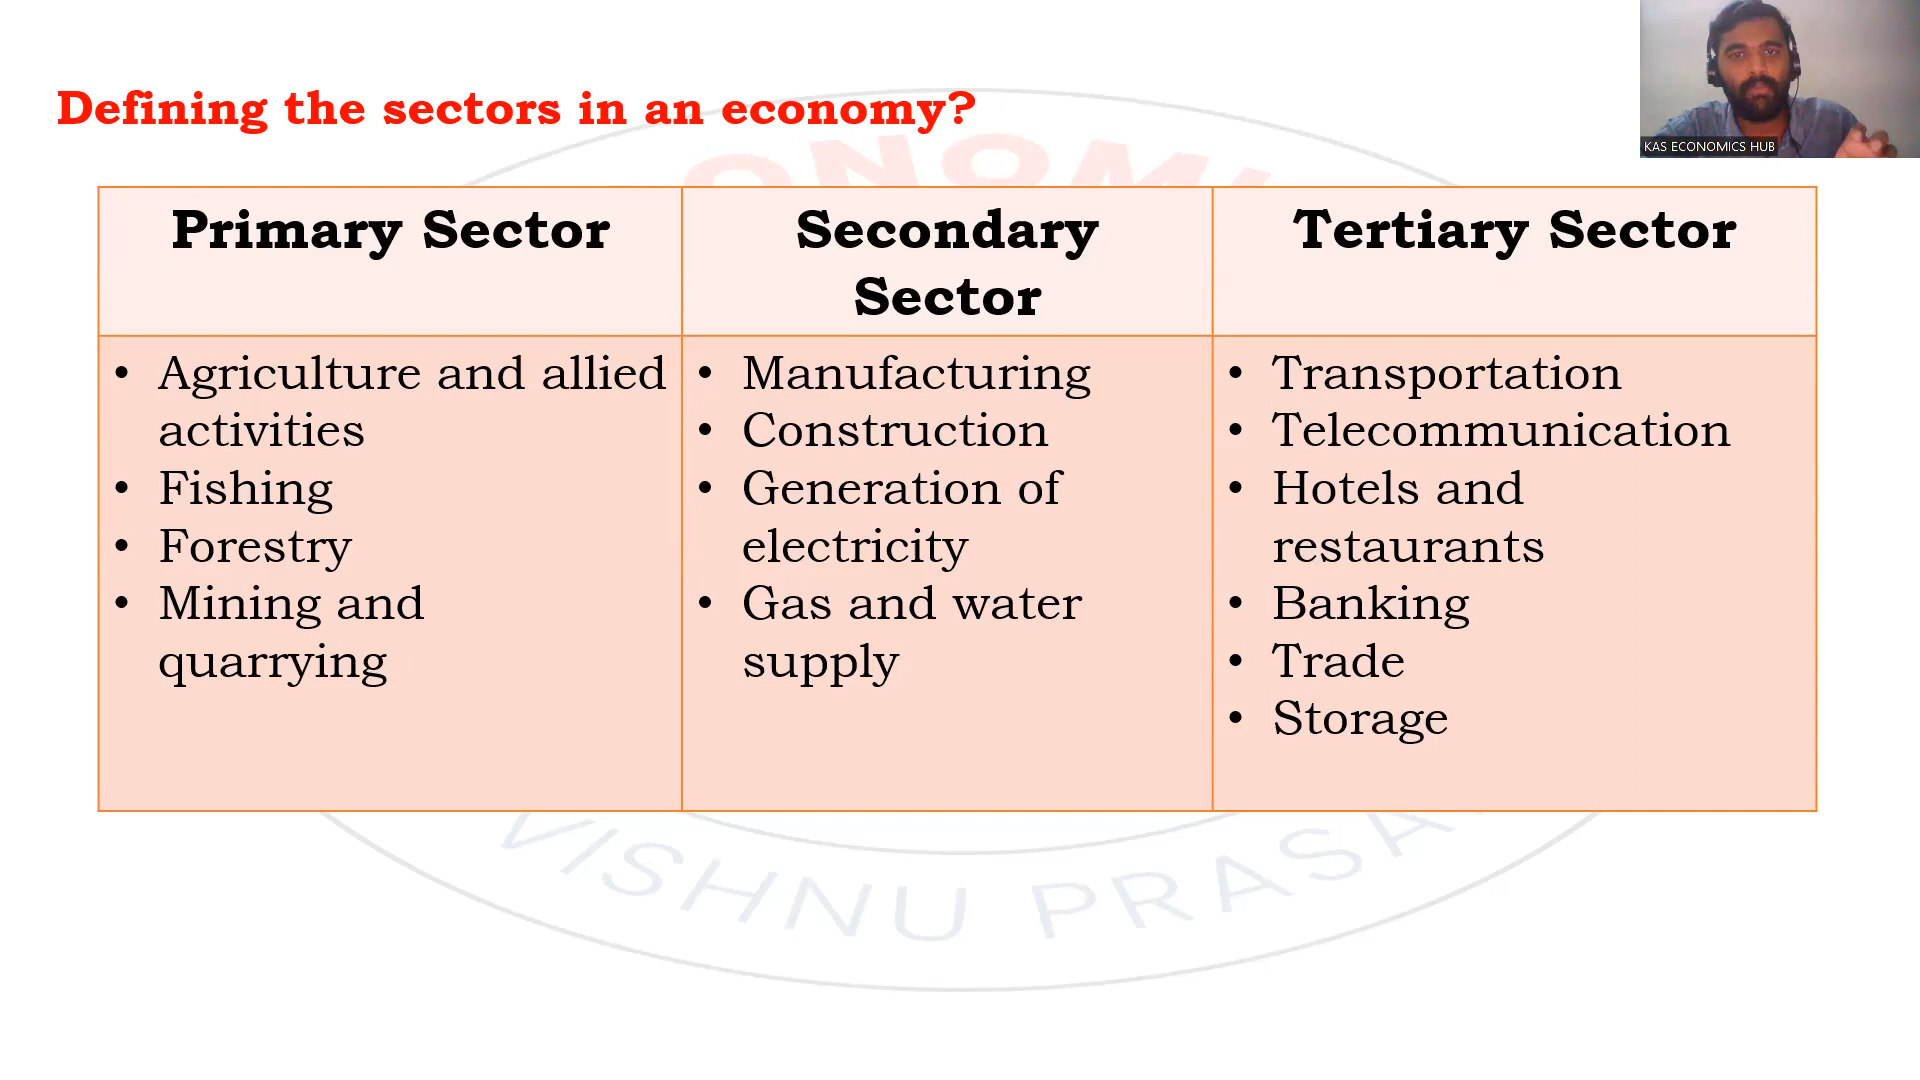 Defining the sectors in an economy?
KAS ECONOMICS HUB
Primary Sector
Secondary
Sector
Tertiary Sector
• Agriculture and allied
activities
• Fishing
• Forestry
• Mining and
quarrying
• Manufacturing
• Construction
• Generation of
electricity
• Gas and water
supply
• Transportation
• Telecommunication
• Hotels and
restaurants
• Banking
• Trade
• Storage
VISHNU